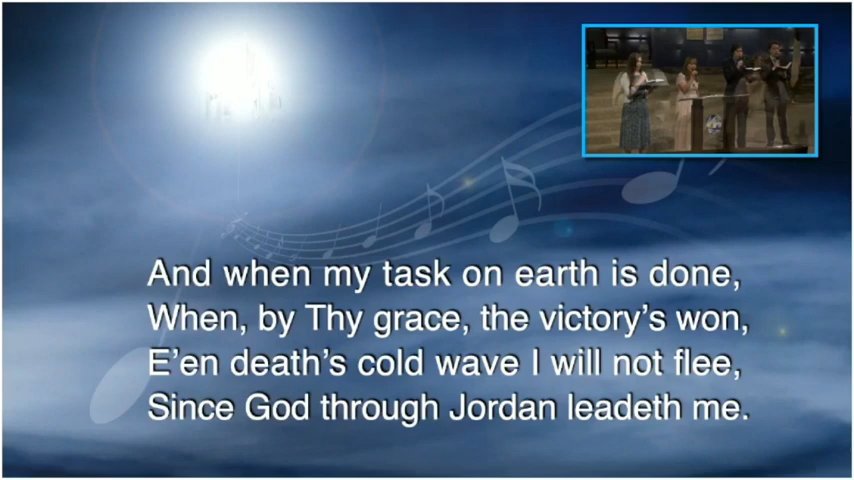 And when my task on earth is done,
When, by Thy grace, the victory's won,
E'en death's cold wave I will not flee,
Since God through Jordan leadeth me.